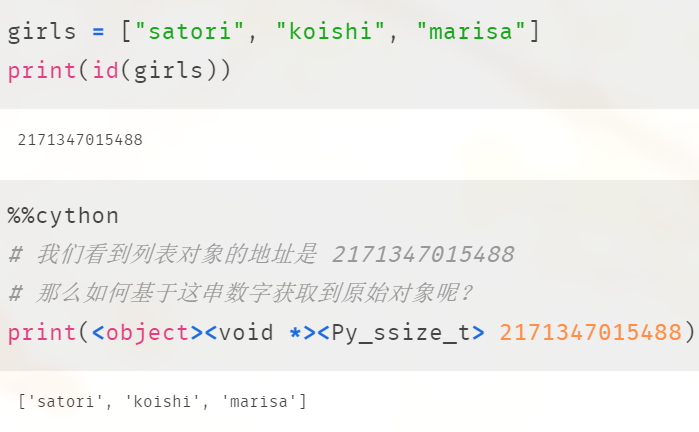 girls = ["satori", "koishi", "marisa"]
print(id(girls))
2171347015488
%%cython
# 我们看到列表对象的地址是 2171347015488
# 那么如何基于这串数字获取到原始对象呢？
print(<object><void *><Py_ssize_t> 2171347015488)
['satori', 'koishi', 'marisa']